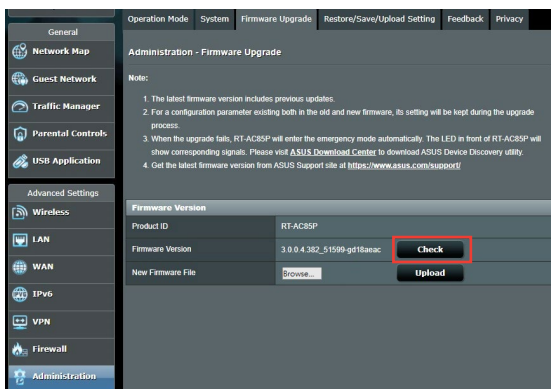 Operation Mode System Firmware Upgrade Restore/Save/Upload Setting Feedback Privacy
General
Network Map
Guest Network
Traffic Manager
Parental Controls
USB Application
Advanced Settings
Wireless
LAN
WAN
IPv6
VPN
Firewall
Administration
Administration - Firmware Upgrade
Note:
1. The latest firmware version includes previous updates.
2. For a configuration parameter existing both in the old and new firmware, its setting will be kept during the upgrade
process.
3. When the upgrade fails, RT-AC85P will enter the emergency mode automatically. The LED in front of RT-AC85P will
show corresponding signals. Please visit ASUS Download Center to download ASUS Device Discovery utility.
4. Get the latest firmware version from ASUS Support site at https://www.asus.com/support/
Firmware Version
Product ID RT-AC85P
Firmware Version 3.0.0.4.382_51599-gd18aeac Check
New Firmware File Browse... Upload